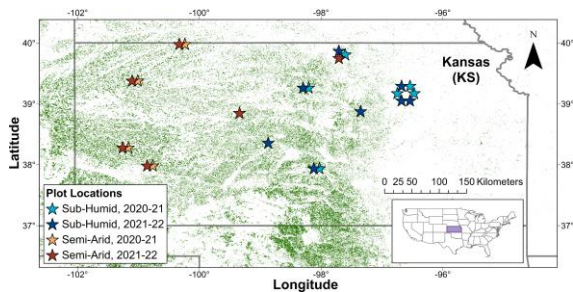 -102° -101° -100° -98° -96°
40° 40°
Kansas
(KS)
N
39° 39°
Latitude
38° 38°
Plot Locations
Sub-Humid, 2020-21
Sub-Humid, 2021-22
Semi-Arid, 2020-21
Semi-Arid, 2021-22
0 25 50 100 150 Kilometers
37° 37°
-102° -100° -98° -96°
Longitude